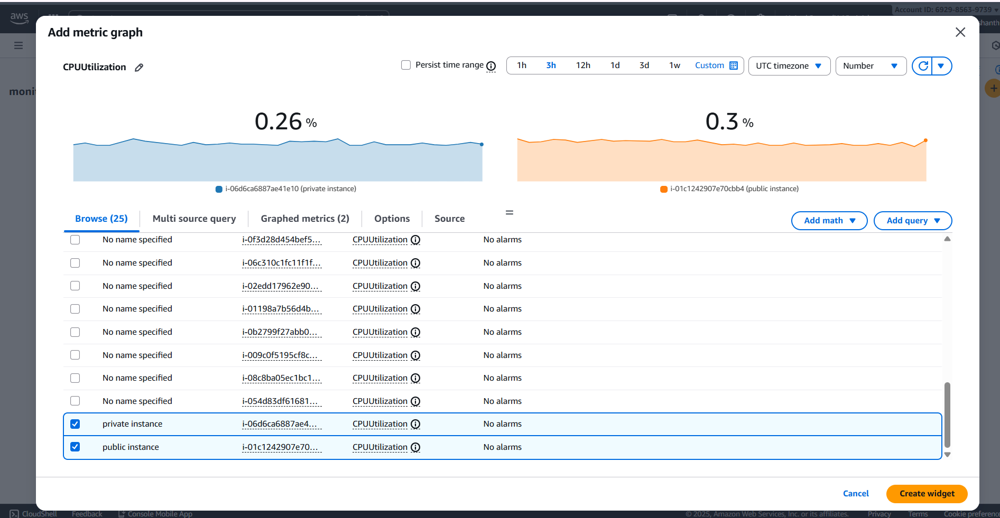 aws
Account ID: 6929-8563-9739
shanth
Add metric graph
CPUUtilization
Persist time range
1h 3h 12h 1d 3d 1w Custom
UTC timezone
Number
monit
0.26 %
0.3 %
i-06d6ca6887ae41e10 (private instance)
i-01c1242907e70cbb4 (public instance)
Browse (25) Multi source query Graphed metrics (2) Options Source
Add math
Add query
No name specified i-0f3d28d454bef5... CPUUtilization No alarms
No name specified i-06c310c1fc11f1f... CPUUtilization No alarms
No name specified i-02edd17962e90... CPUUtilization No alarms
No name specified i-01198a7b56d4b... CPUUtilization No alarms
No name specified i-0b2799f27abb0... CPUUtilization No alarms
No name specified i-009c0f5195cf8c... CPUUtilization No alarms
No name specified i-08c8ba05ec1bc1... CPUUtilization No alarms
No name specified i-054d83df61681... CPUUtilization No alarms
private instance i-06d6ca6887ae4... CPUUtilization No alarms
public instance i-01c1242907e70... CPUUtilization No alarms
Cancel
Create widget
CloudShell Feedback Console Mobile App
© 2025, Amazon Web Services, Inc. or its affiliates. Privacy Terms Cookie preference